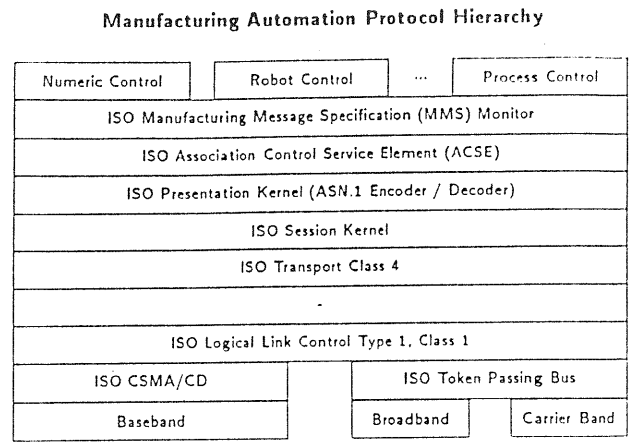 Manufacturing Automation Protocol Hierarchy
Numeric Control
Robot Control
...
Process Control
ISO Manufacturing Message Specification (MMS) Monitor
ISO Association Control Service Element (ACSE)
ISO Presentation Kernel (ASN.1 Encoder / Decoder)
ISO Session Kernel
ISO Transport Class 4
-
ISO Logical Link Control Type 1, Class 1
ISO CSMA/CD
ISO Token Passing Bus
Baseband
Broadband
Carrier Band